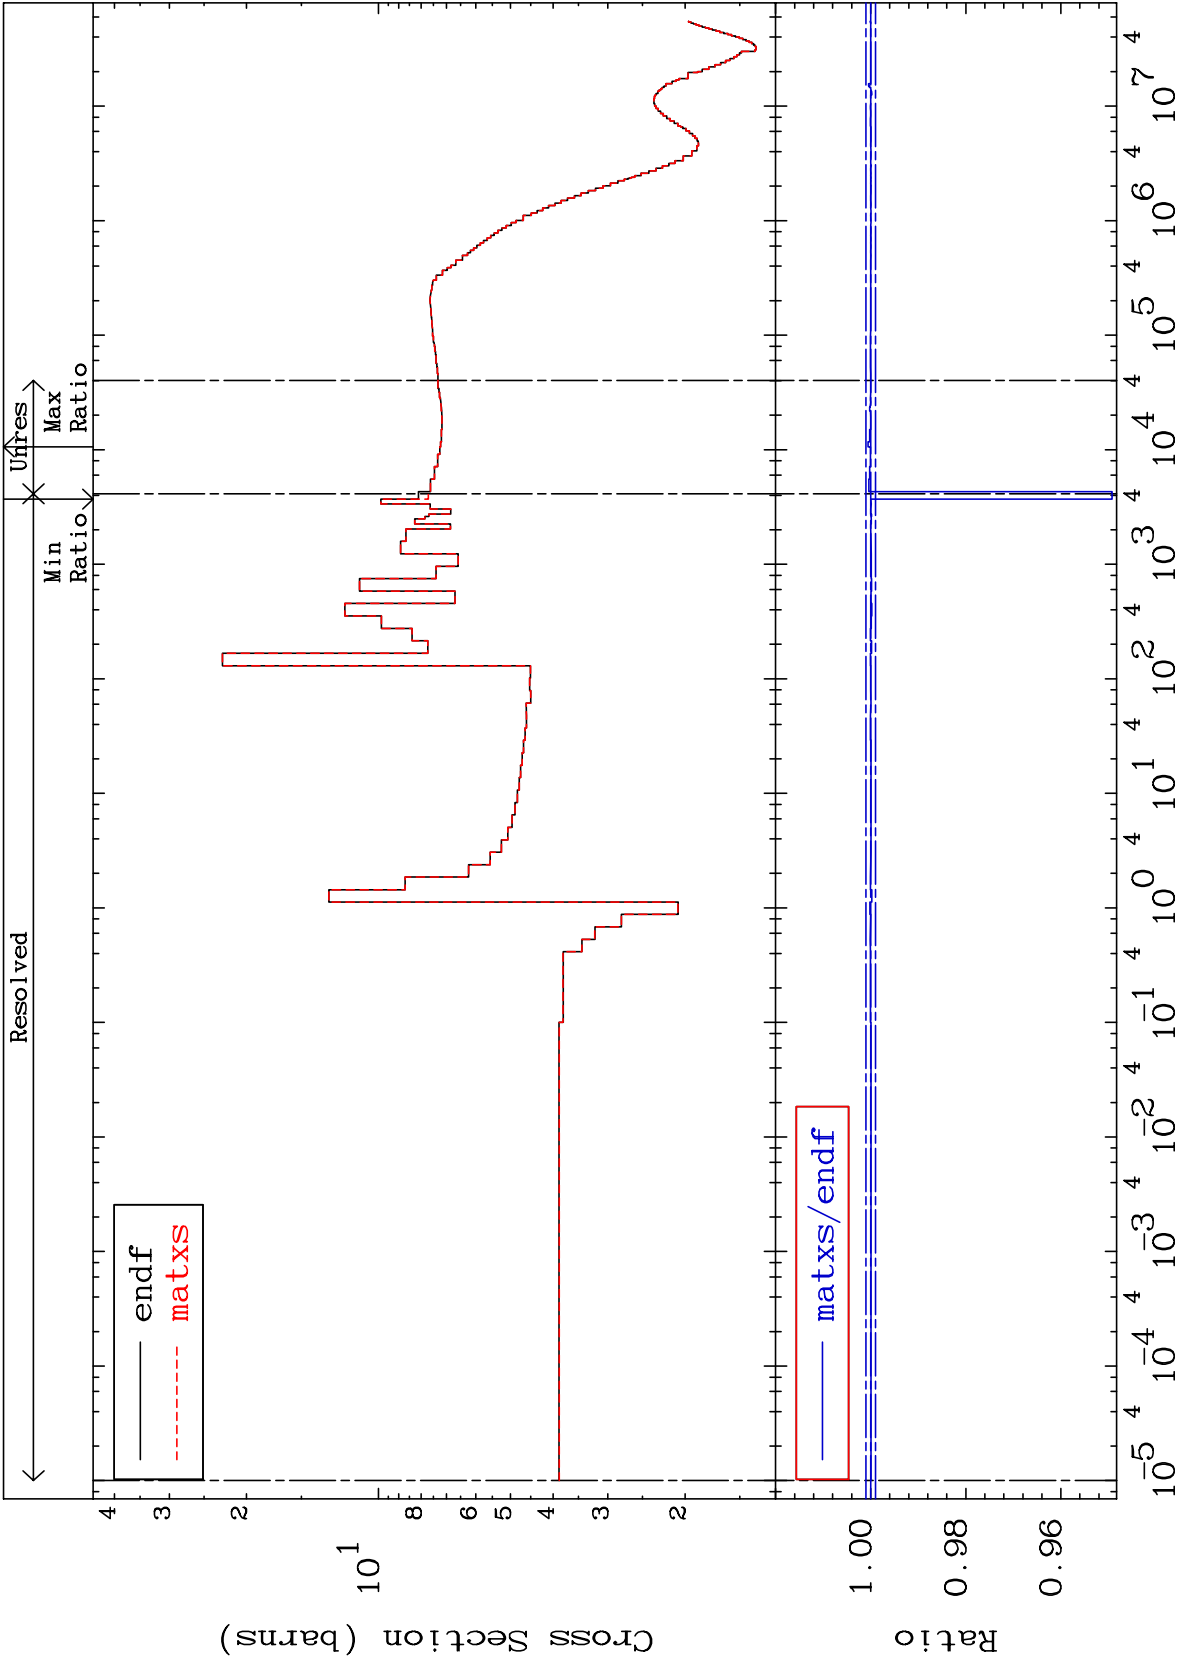 Resolved
Unres
Min
Ratio
Max
Ratio
endf
matxs
4
3
2
10^1
8
6
5
4
3
2
Cross Section (barns)
matxs/endf
1.00
0.98
0.96
Ratio
10^-5 4 10^-4 4 10^-3 4 10^-2 4 10^-1 4 10^0 4 10^1 4 10^2 4 10^3 4 10^4 4 10^5 4 10^6 4 10^7 4